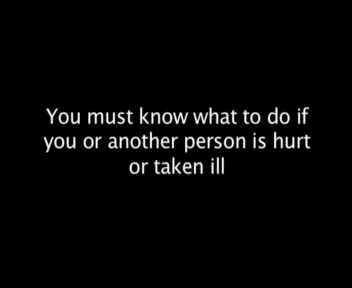 You must know what to do if
you or another person is hurt
or taken ill